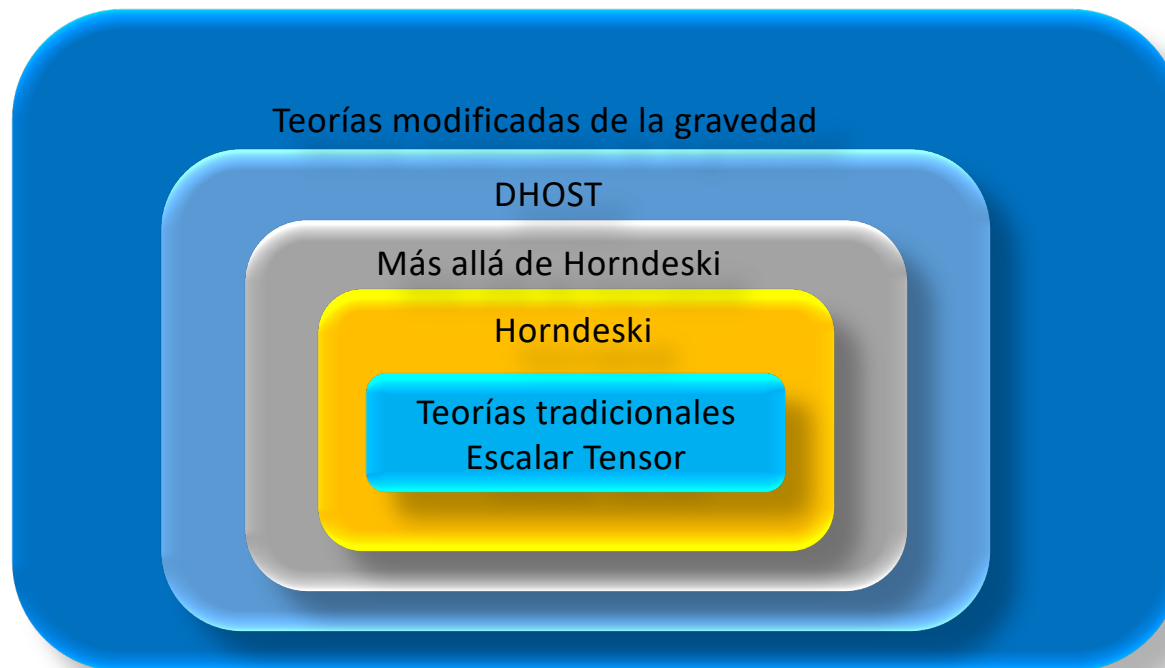 Teorías modificadas de la gravedad
DHOST
Más allá de Horndeski
Horndeski
Teorías tradicionales
Escalar Tensor